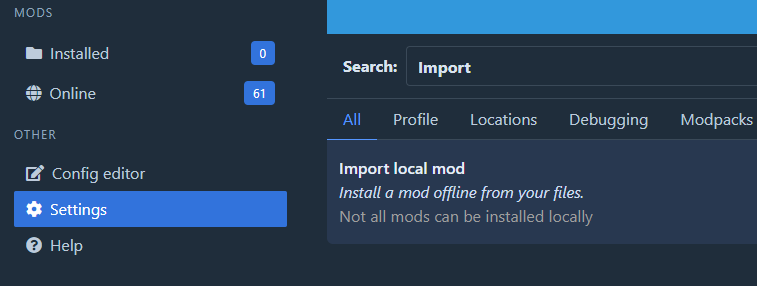 MODS
Installed 0
Online 61
OTHER
Config editor
Settings
Help
Search: Import
All Profile Locations Debugging Modpacks
Import local mod
Install a mod offline from your files.
Not all mods can be installed locally